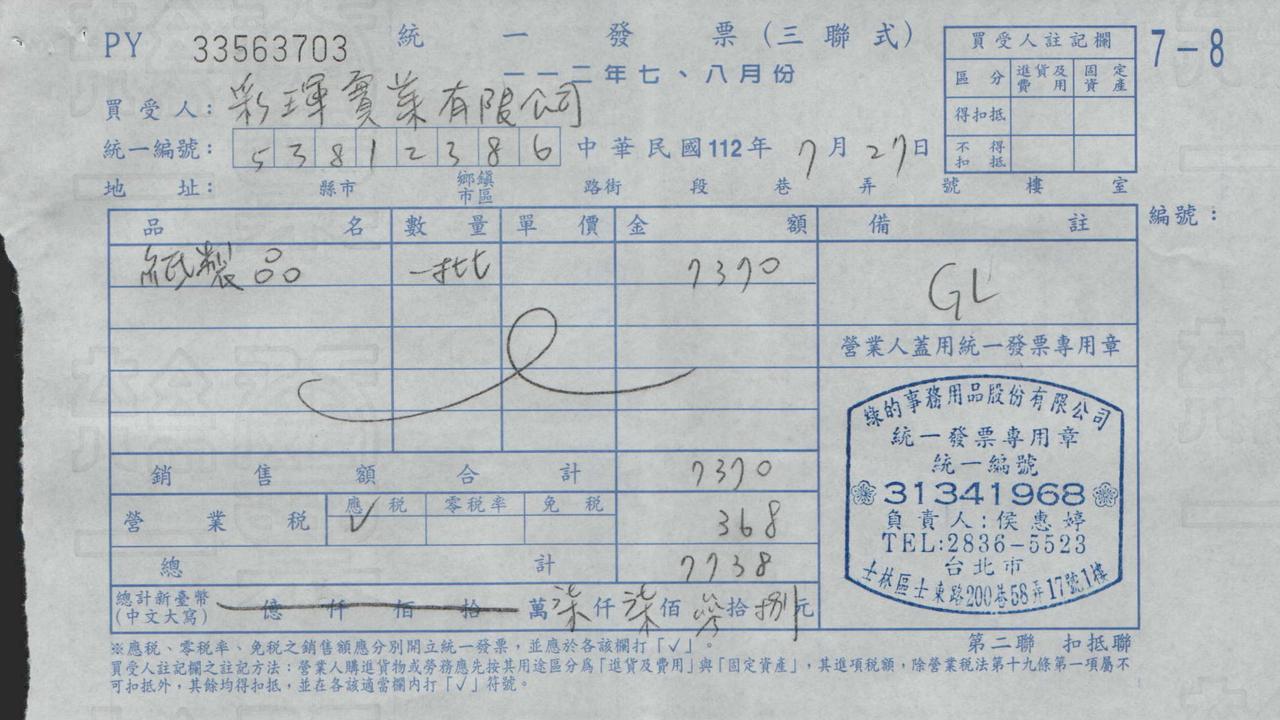 PY 33563703 統一發票(三聯式)
一一二年七、八月份
7-8
買受人註記欄
區分 進貨及費用 固定資產
得扣抵
不得扣抵
買受人:彩琿實業有限公司
統一編號:53812386 中華民國112年7月27日
地址: 縣市 鄉鎮市區 路街 段 巷 弄 號 樓 室
編號:
品名 數量 單價 金額 備註
紙製品 一批 7370 GL
營業人蓋用統一發票專用章
綠的事務用品股份有限公司
統一發票專用章
統一編號
31341968
負責人:侯惠婷
TEL:2836-5523
台北市
士林區士東路200巷58弄17號1樓
銷售額合計 7370
營業稅 應稅 ✓ 零稅率 免稅 368
總計 7738
總計新臺幣(中文大寫) 億仟佰拾萬柒仟柒佰 拾捌元
第二聯 扣抵聯
※應稅、零稅率、免稅之銷售額應分別開立統一發票,並應於各該欄打「✓」。
買受人註記欄之註記方法:營業人購進貨物或勞務應先按其用途區分為「進貨及費用」與「固定資產」,其進項稅額,除營業稅法第十九條第一項屬不
可扣抵外,其餘均得扣抵,並在各該適當欄內打「✓」符號。